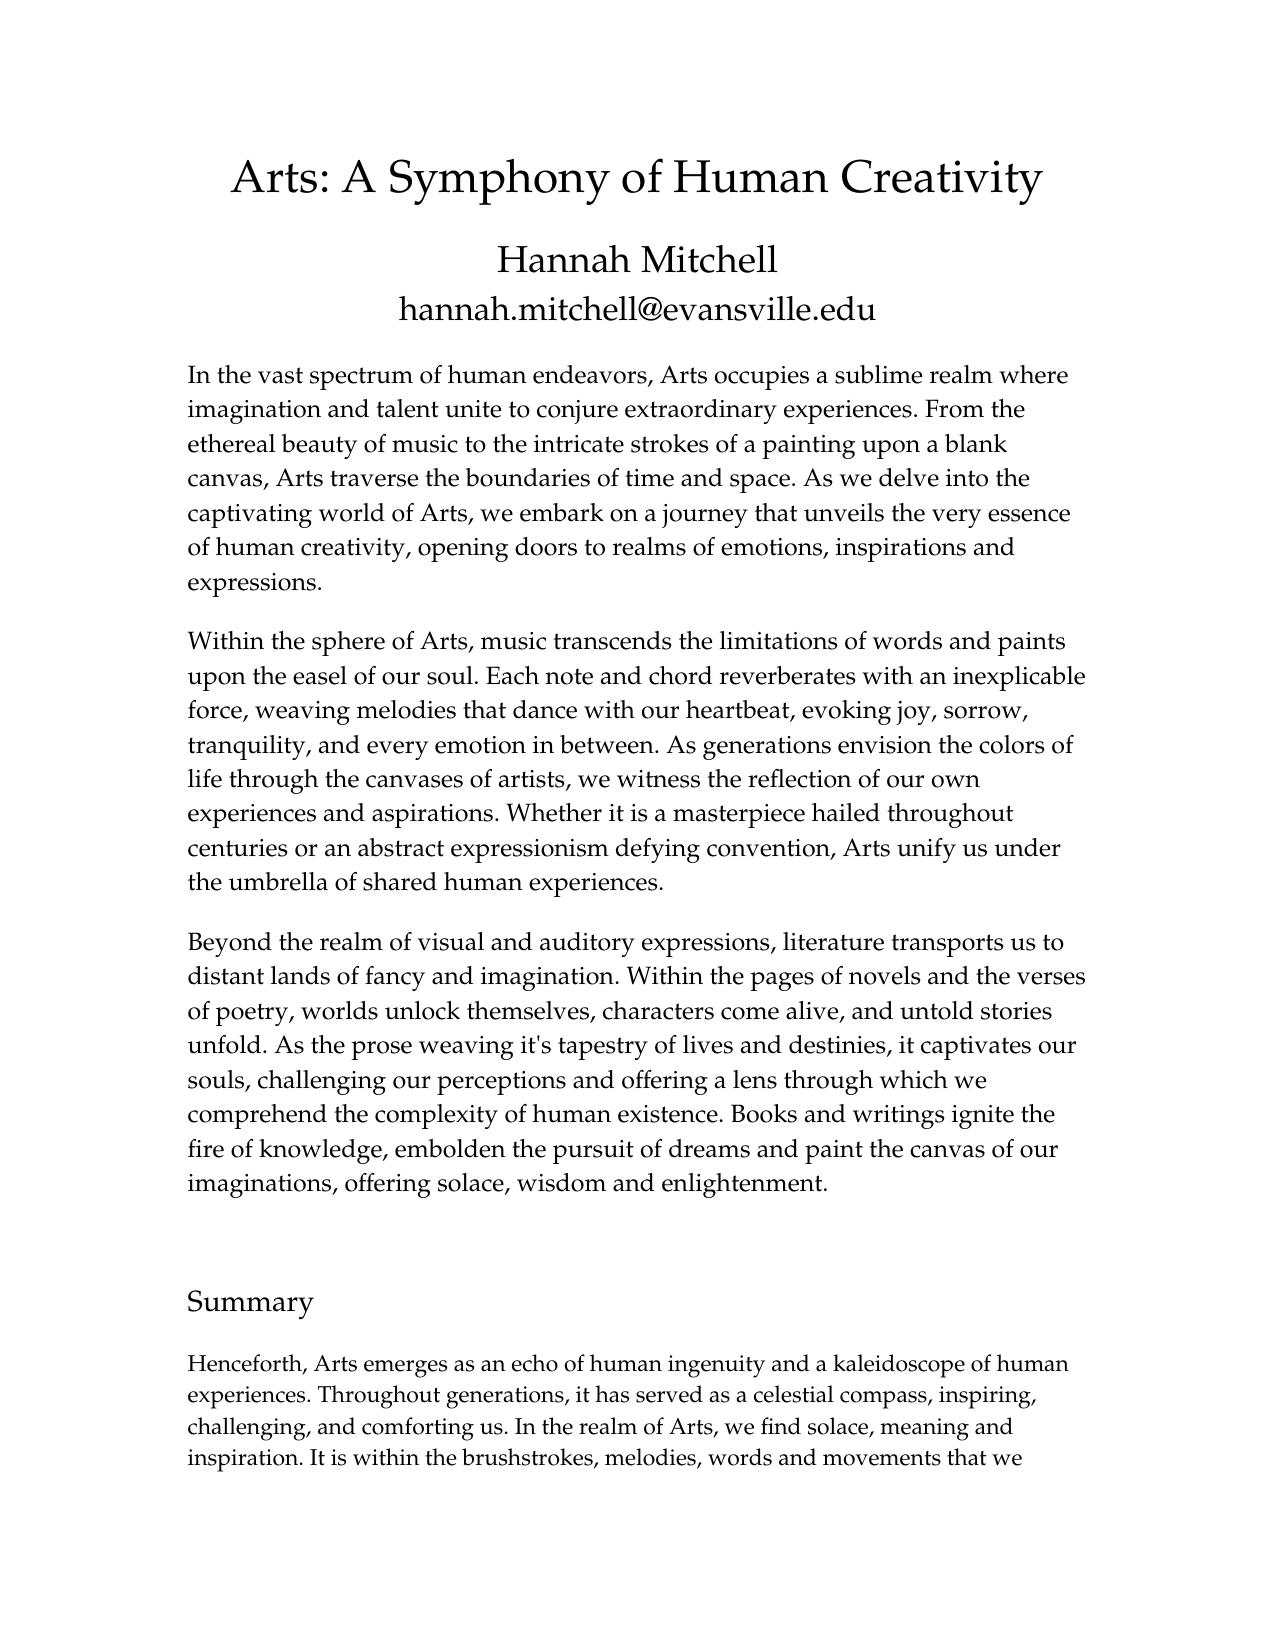 Arts: A Symphony of Human Creativity
Hannah Mitchell
hannah.mitchell@evansville.edu
In the vast spectrum of human endeavors, Arts occupies a sublime realm where
imagination and talent unite to conjure extraordinary experiences. From the
ethereal beauty of music to the intricate strokes of a painting upon a blank
canvas, Arts traverse the boundaries of time and space. As we delve into the
captivating world of Arts, we embark on a journey that unveils the very essence
of human creativity, opening doors to realms of emotions, inspirations and
expressions.
Within the sphere of Arts, music transcends the limitations of words and paints
upon the easel of our soul. Each note and chord reverberates with an inexplicable
force, weaving melodies that dance with our heartbeat, evoking joy, sorrow,
tranquility, and every emotion in between. As generations envision the colors of
life through the canvases of artists, we witness the reflection of our own
experiences and aspirations. Whether it is a masterpiece hailed throughout
centuries or an abstract expressionism defying convention, Arts unify us under
the umbrella of shared human experiences.
Beyond the realm of visual and auditory expressions, literature transports us to
distant lands of fancy and imagination. Within the pages of novels and the verses
of poetry, worlds unlock themselves, characters come alive, and untold stories
unfold. As the prose weaving it's tapestry of lives and destinies, it captivates our
souls, challenging our perceptions and offering a lens through which we
comprehend the complexity of human existence. Books and writings ignite the
fire of knowledge, embolden the pursuit of dreams and paint the canvas of our
imaginations, offering solace, wisdom and enlightenment.
Summary
Henceforth, Arts emerges as an echo of human ingenuity and a kaleidoscope of human
experiences. Throughout generations, it has served as a celestial compass, inspiring,
challenging, and comforting us. In the realm of Arts, we find solace, meaning and
inspiration. It is within the brushstrokes, melodies, words and movements that we